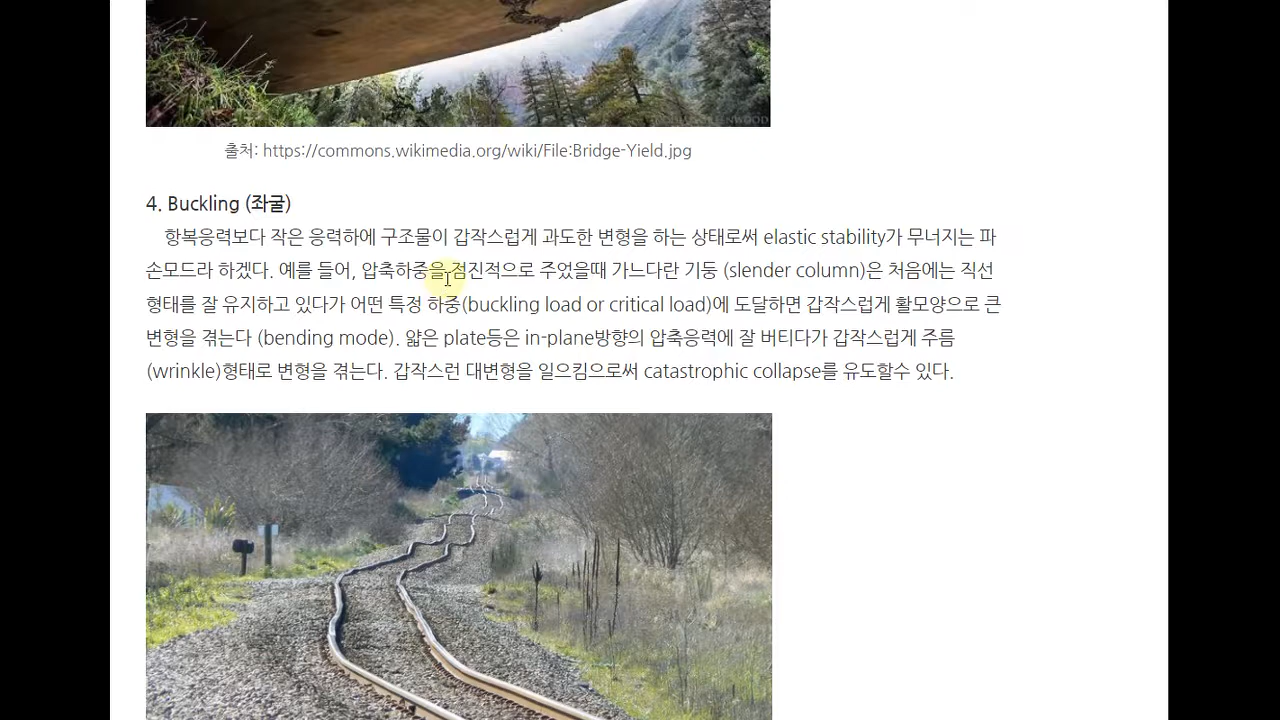 출처: https://commons.wikimedia.org/wiki/File:Bridge-Yield.jpg
4. Buckling (좌굴)
항복응력보다 작은 응력하에 구조물이 갑작스럽게 과도한 변형을 하는 상태로써 elastic stability가 무너지는 파
손모드라 하겠다. 예를 들어, 압축하중을 점진적으로 주었을때 가느다란 기둥 (slender column)은 처음에는 직선
형태를 잘 유지하고 있다가 어떤 특정 하중(buckling load or critical load)에 도달하면 갑작스럽게 활모양으로 큰
변형을 겪는다 (bending mode). 얇은 plate등은 in-plane방향의 압축응력에 잘 버티다가 갑작스럽게 주름
(wrinkle)형태로 변형을 겪는다. 갑작스런 대변형을 일으킴으로써 catastrophic collapse를 유도할수 있다.